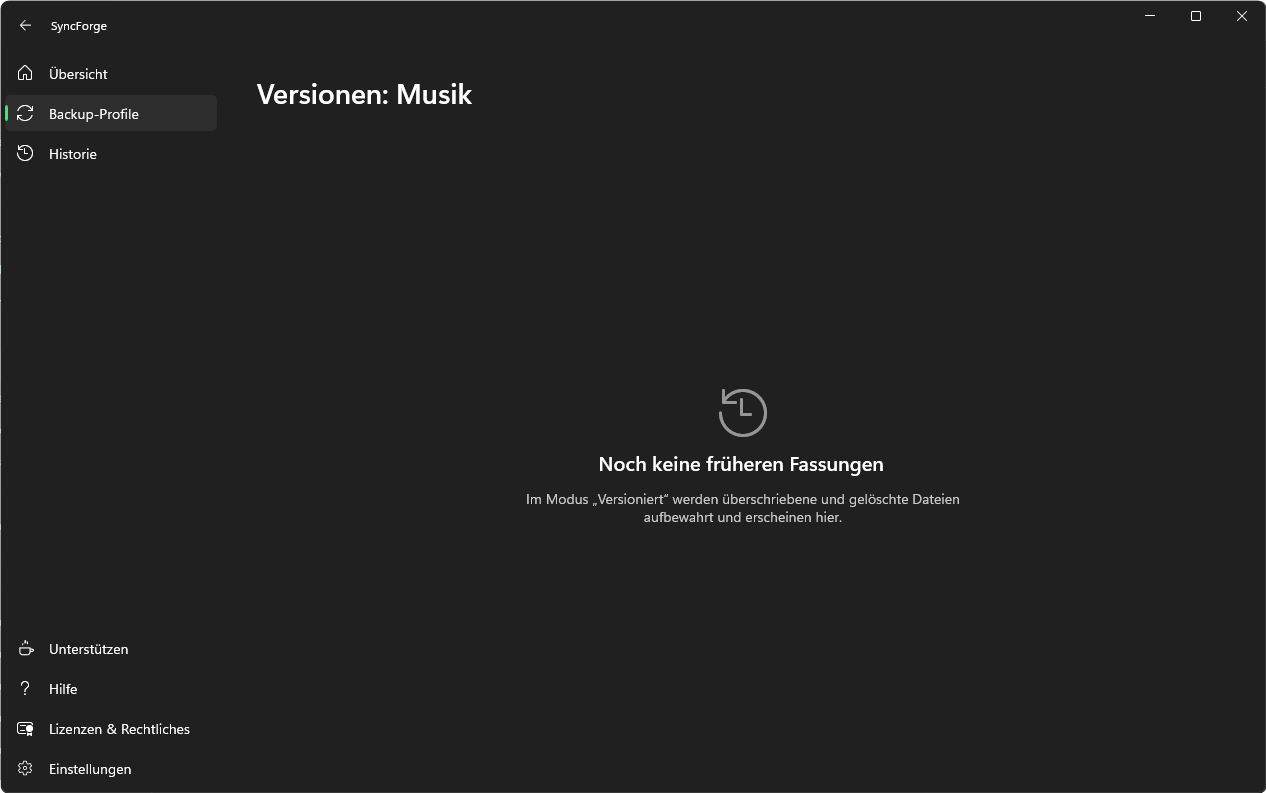 SyncForge
Übersicht
Backup-Profile
Historie
Versionen: Musik
Noch keine früheren Fassungen
Im Modus „Versioniert“ werden überschriebene und gelöschte Dateien
aufbewahrt und erscheinen hier.
Unterstützen
Hilfe
Lizenzen & Rechtliches
Einstellungen